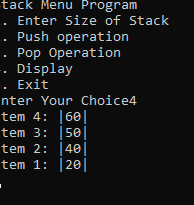 tack Menu Program
. Enter Size of Stack
. Push operation
. Pop Operation
. Display
. Exit
nter Your Choice4
tem 4: |60|
tem 3: |50|
tem 2: |40|
tem 1: |20|